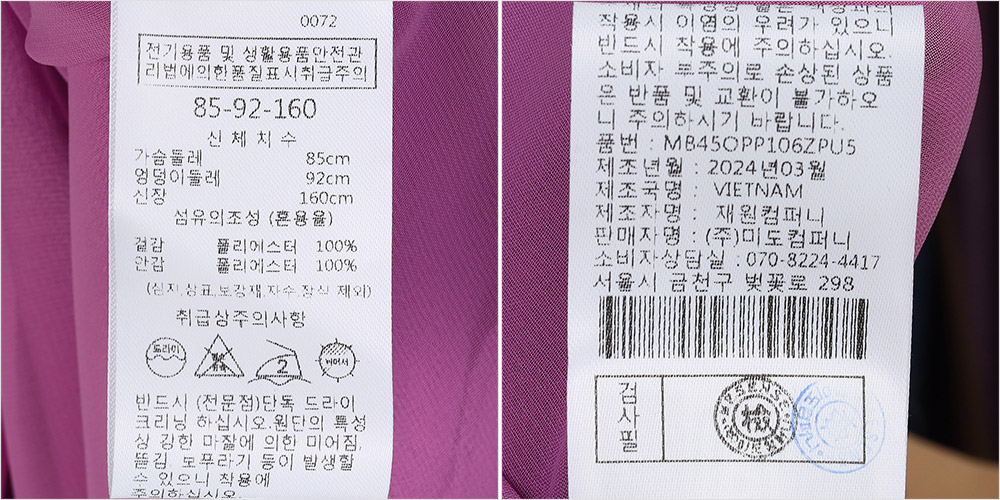 0072
전기용품 및 생활용품안전관
리법에의한품질표시취급주의
85-92-160
신체치수
가슴둘레 85cm
엉덩이둘레 92cm
신장 160cm
섬유의조성 (혼용율)
겉감 폴리에스터 100%
안감 폴리에스터 100%
(심지,상표,보강재,자수,장식 제외)
취급상주의사항
드라이
2
반드시 (전문점)단독 드라이
크리닝 하십시오.원단의 특성
상 강한 마찰에 의한 미어짐,
뜯김, 보푸라기 등이 발생할
수 있으니 착용에
주의하십시오.
착용시 이염의 우려가 있으니
반드시 착용에 주의하십시오.
소비자 부주의로 손상된 상품
은 반품 및 교환이 불가하오
니 주의하시기 바랍니다.
품번 : MB45OPP106ZPU5
제조년월 : 2024년03월
제조국명 : VIETNAM
제조자명 : 재원컴퍼니
판매자명 : (주)미도컴퍼니
소비자상담실 : 070-8224-4417
서울시 금천구 벚꽃로 298
검사필